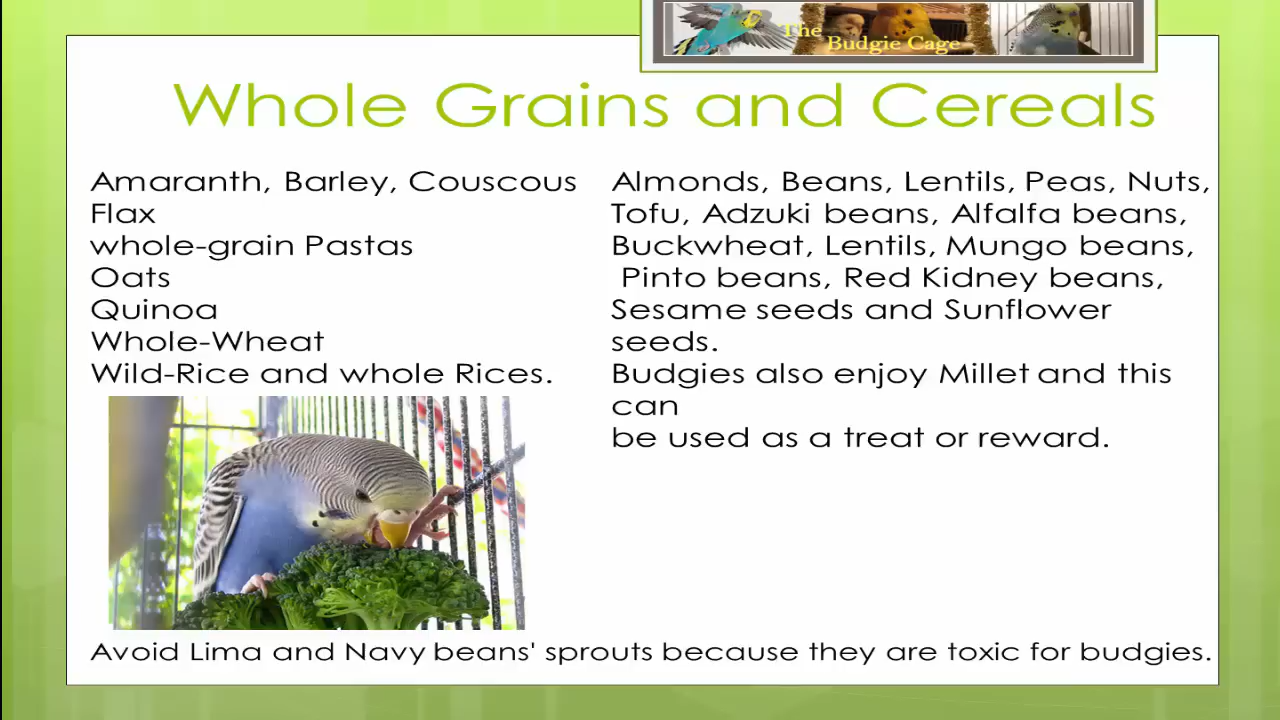 The
Budgie Cage
Whole Grains and Cereals
Amaranth, Barley, Couscous
Flax
whole-grain Pastas
Oats
Quinoa
Whole-Wheat
Wild-Rice and whole Rices.
Almonds, Beans, Lentils, Peas, Nuts,
Tofu, Adzuki beans, Alfalfa beans,
Buckwheat, Lentils, Mungo beans,
Pinto beans, Red Kidney beans,
Sesame seeds and Sunflower
seeds.
Budgies also enjoy Millet and this
can
be used as a treat or reward.
Avoid Lima and Navy beans' sprouts because they are toxic for budgies.